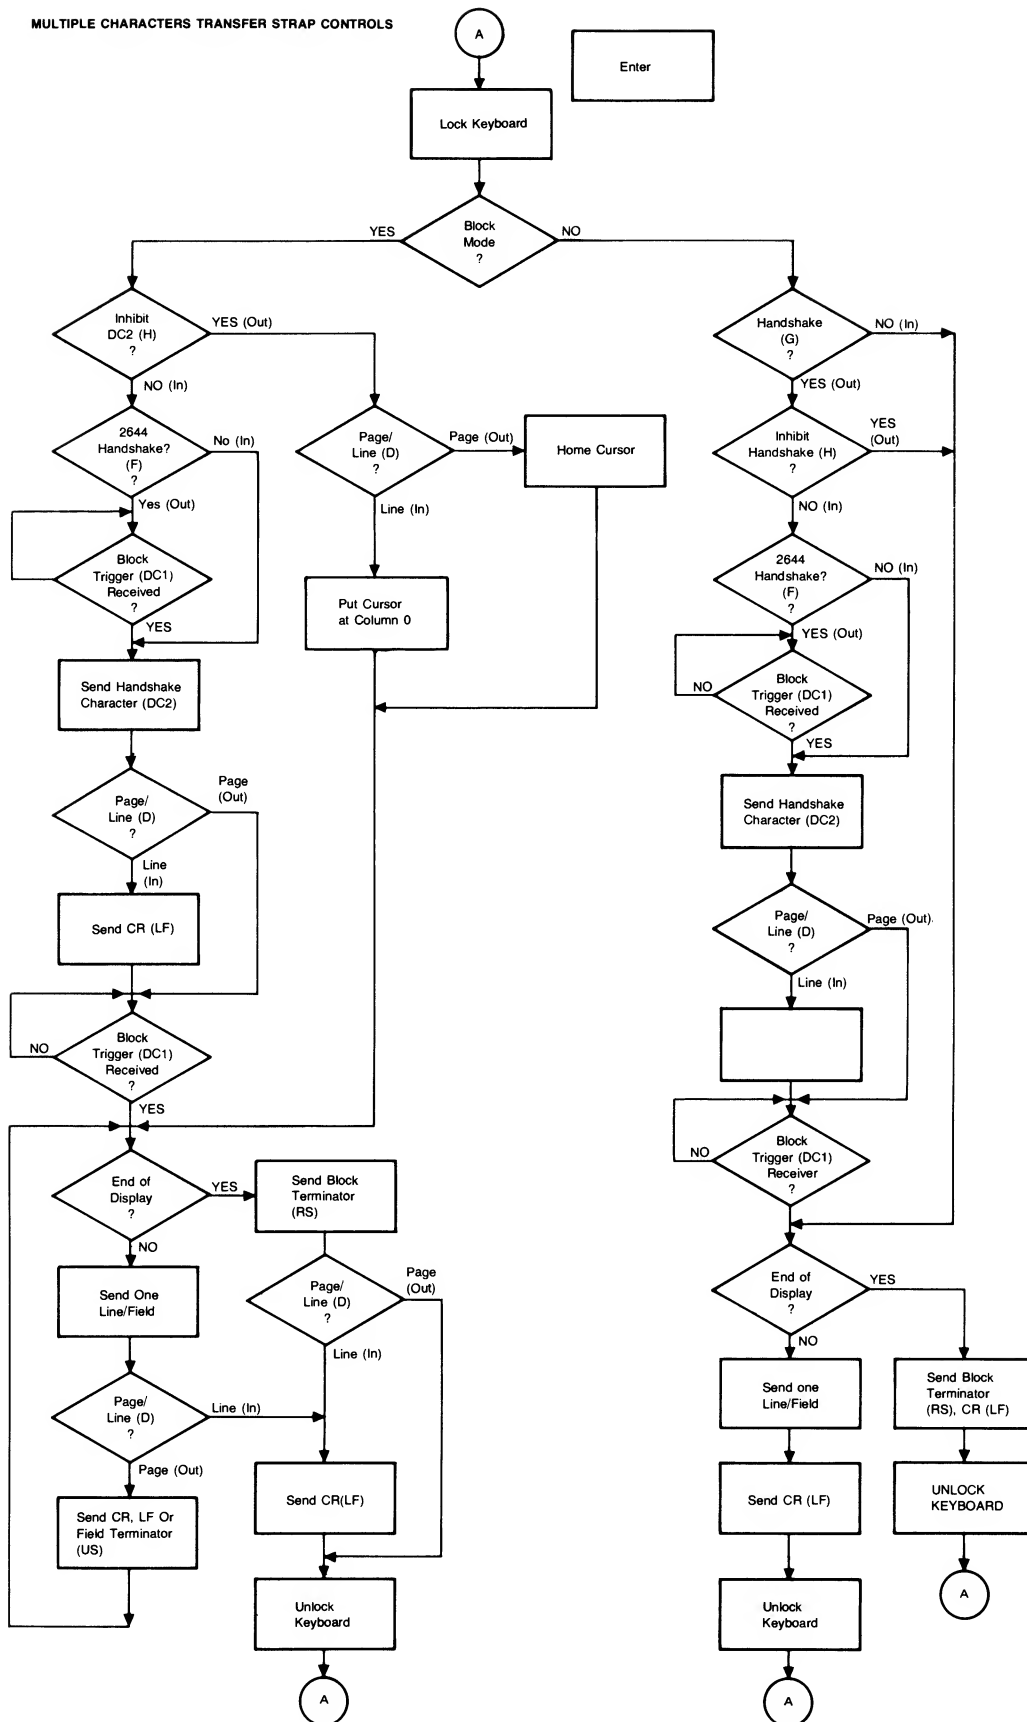 MULTIPLE CHARACTERS TRANSFER STRAP CONTROLS
A
Enter
Lock Keyboard
Block
Mode
?
YES
NO
Inhibit
DC2 (H)
?
YES (Out)
NO (In)
2644
Handshake?
(F)
?
No (In)
Yes (Out)
Block
Trigger (DC1)
Received
?
YES
Send Handshake
Character (DC2)
Page/
Line (D)
?
Page
(Out)
Line
(In)
Send CR (LF)
Block
Trigger (DC1)
Received
?
NO
YES
Page/
Line (D)
?
Page (Out)
Line (In)
Home Cursor
Put Cursor
at Column 0
End of
Display
?
YES
NO
Send One
Line/Field
Page/
Line (D)
?
Line (In)
Page (Out)
Send CR, LF Or
Field Terminator
(US)
Send Block
Terminator
(RS)
Page/
Line (D)
?
Page
(Out)
Line (In)
Send CR(LF)
Unlock
Keyboard
A
Handshake
(G)
?
NO (In)
YES (Out)
Inhibit
Handshake (H)
?
YES
(Out)
NO (In)
2644
Handshake?
(F)
?
NO (In)
YES (Out)
Block
Trigger (DC1)
Received
?
NO
YES
Send Handshake
Character (DC2)
Page/
Line (D)
?
Page (Out)
Line (In)
Block
Trigger (DC1)
Receiver
?
NO
End of
Display
?
YES
NO
Send one
Line/Field
Send CR (LF)
Unlock
Keyboard
A
Send Block
Terminator
(RS), CR (LF)
UNLOCK
KEYBOARD
A